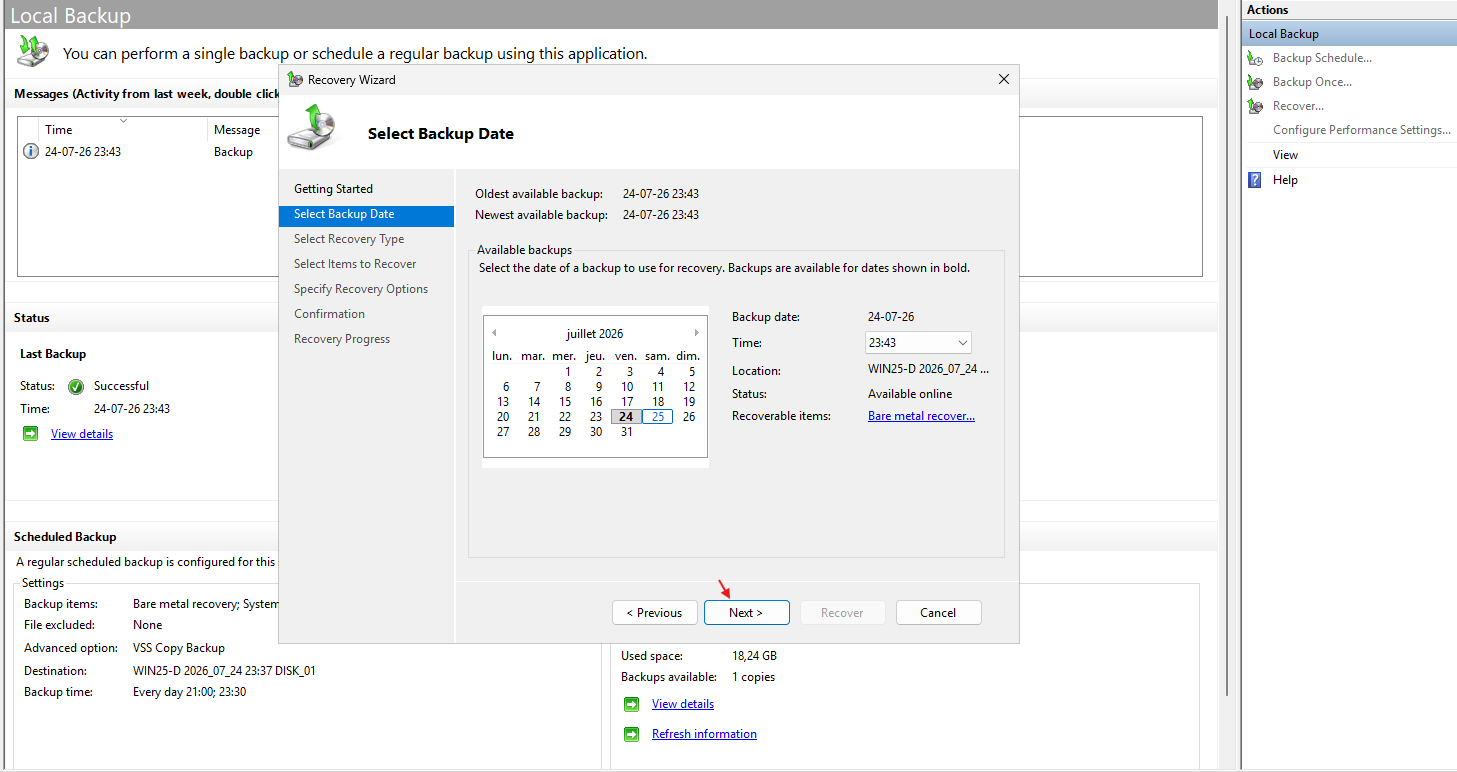 Local Backup
You can perform a single backup or schedule a regular backup using this application.
Messages (Activity from last week, double click
Time Message
24-07-26 23:43 Backup
Status
Last Backup
Status: Successful
Time: 24-07-26 23:43
View details
Scheduled Backup
A regular scheduled backup is configured for this
Settings
Backup items: Bare metal recovery; System
File excluded: None
Advanced option: VSS Copy Backup
Destination: WIN25-D 2026_07_24 23:37 DISK_01
Backup time: Every day 21:00; 23:30
Recovery Wizard
Select Backup Date
Getting Started
Select Backup Date
Select Recovery Type
Select Items to Recover
Specify Recovery Options
Confirmation
Recovery Progress
Oldest available backup: 24-07-26 23:43
Newest available backup: 24-07-26 23:43
Available backups
Select the date of a backup to use for recovery. Backups are available for dates shown in bold.
juillet 2026
lun. mar. mer. jeu. ven. sam. dim.
1 2 3 4 5
6 7 8 9 10 11 12
13 14 15 16 17 18 19
20 21 22 23 24 25 26
27 28 29 30 31
Backup date: 24-07-26
Time: 23:43
Location: WIN25-D 2026_07_24 ...
Status: Available online
Recoverable items: Bare metal recover...
< Previous Next > Recover Cancel
Used space: 18,24 GB
Backups available: 1 copies
View details
Refresh information
Actions
Local Backup
Backup Schedule...
Backup Once...
Recover...
Configure Performance Settings...
View
Help